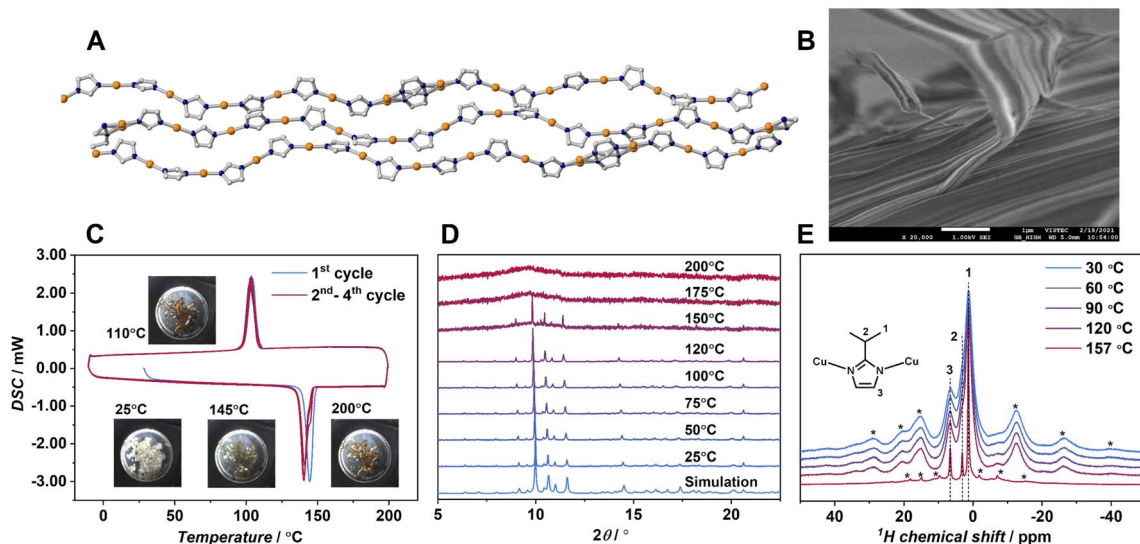 A
B
X 20,000
1.00kV SEI
1μm
VISTEC
2/19/2021
GB_HIGH
WD 5.0mm
10:54:00
C
3.00
2.00
1.00
0.00
-1.00
-2.00
-3.00
DSC / mW
1st cycle
2nd- 4th cycle
110°C
25°C
145°C
200°C
0
50
100
150
200
Temperature / °C
D
200°C
175°C
150°C
120°C
100°C
75°C
50°C
25°C
Simulation
5
10
15
20
2θ / °
E
1
30 °C
60 °C
90 °C
120 °C
157 °C
2
1
Cu
Cu
N
N
3
2
3
* * * * * *
* * * * * *
40
20
0
-20
-40
1H chemical shift / ppm